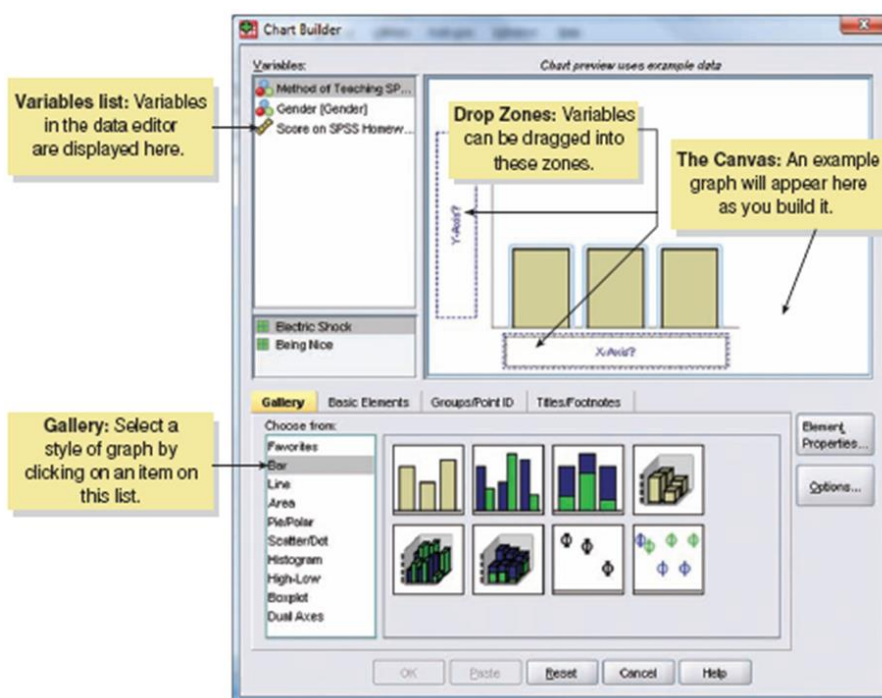 Chart Builder
Variables:
Chart preview uses example data
Method of Teaching SP...
Gender [Gender]
Score on SPSS Homew...
Variables list: Variables
in the data editor
are displayed here.
Drop Zones: Variables
can be dragged into
these zones.
The Canvas: An example
graph will appear here
as you build it.
Y-Axis?
X-Axis?
Electric Shock
Being Nice
Gallery
Basic Elements
Groups/Point ID
Titles/Footnotes
Gallery: Select a
style of graph by
clicking on an item on
this list.
Choose from:
Favorites
Bar
Line
Area
Pie/Polar
Scatter/Dot
Histogram
High-Low
Boxplot
Dual Axes
Element
Properties...
Options...
OK
Paste
Reset
Cancel
Help